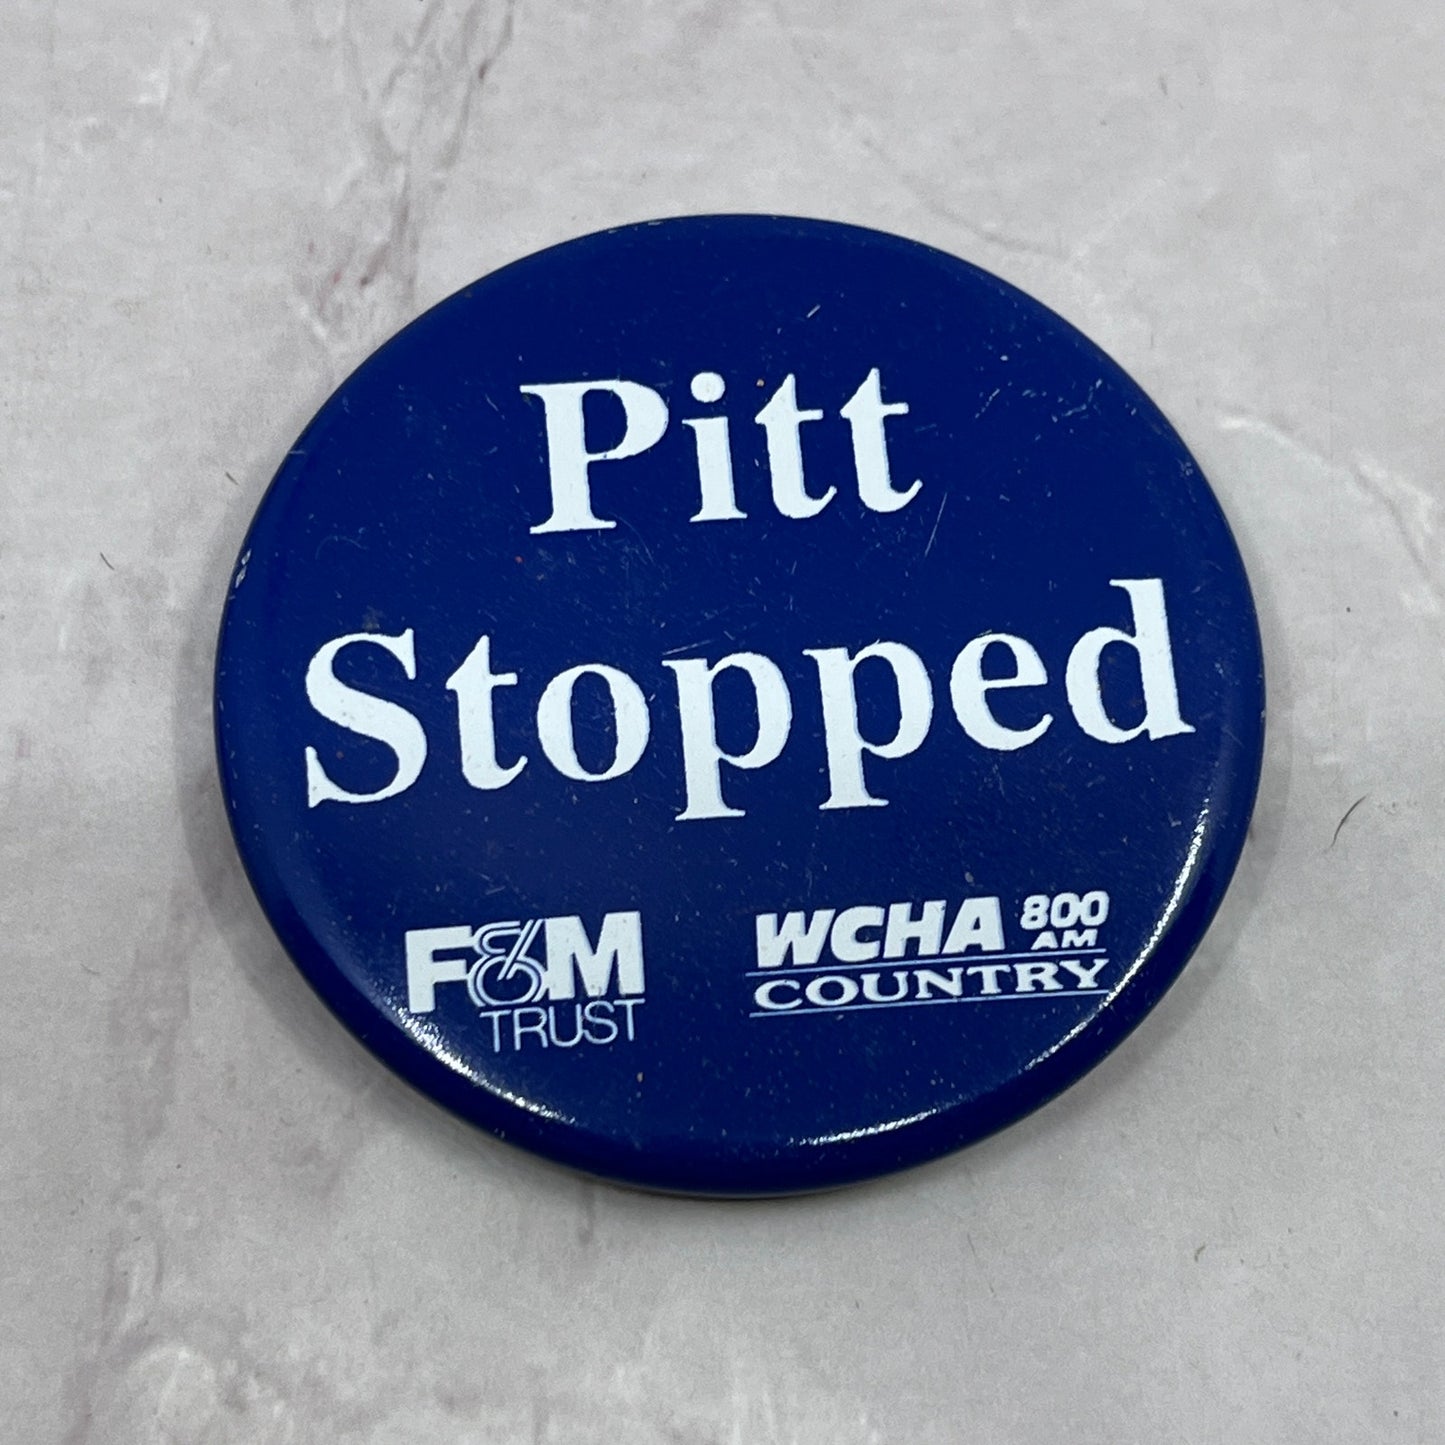 Pitt
Stopped
F&M
TRUST
WCHA 800
AM
COUNTRY